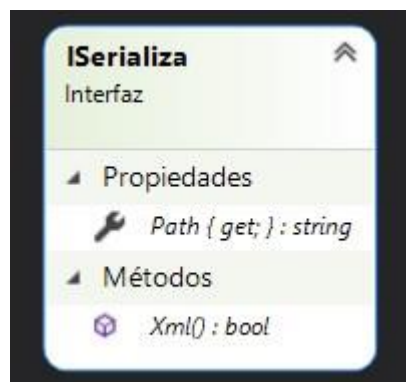 ISerializa
Interfaz
Propiedades
Path { get; } : string
Métodos
Xml() : bool